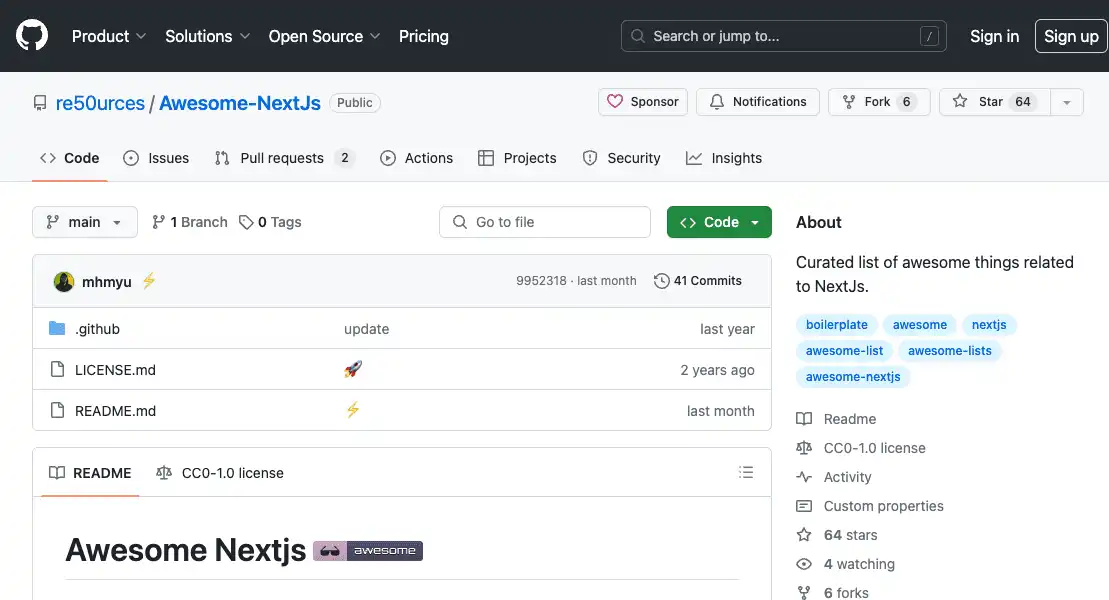 Product Solutions Open Source Pricing Search or jump to... / Sign in Sign up
re50urces / Awesome-NextJs Public Sponsor Notifications Fork 6 Star 64
Code Issues Pull requests 2 Actions Projects Security Insights
main 1 Branch 0 Tags Go to file Code
About
mhmyu ⚡ 9952318 · last month 41 Commits
.github update last year
LICENSE.md 🚀 2 years ago
README.md ⚡ last month
README CC0-1.0 license
Awesome Nextjs awesome
Curated list of awesome things related
to NextJs.
boilerplate awesome nextjs
awesome-list awesome-lists
awesome-nextjs
Readme
CC0-1.0 license
Activity
Custom properties
64 stars
4 watching
6 forks